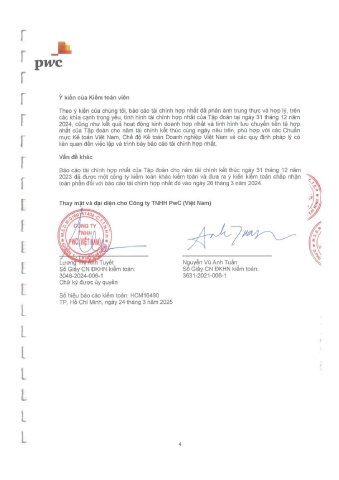 pwc
Ý kiến của Kiểm toán viên
Theo ý kiến của chúng tôi, báo cáo tài chính hợp nhất đã phản ánh trung thực và hợp lý, trên
các khía cạnh trọng yếu, tình hình tài chính hợp nhất của Tập đoàn tại ngày 31 tháng 12 năm
2024, cũng như kết quả hoạt động kinh doanh hợp nhất và tình hình lưu chuyển tiền tệ hợp
nhất của Tập đoàn cho năm tài chính kết thúc cùng ngày nêu trên, phù hợp với các Chuẩn
mực Kế toán Việt Nam, Chế độ Kế toán Doanh nghiệp Việt Nam và các quy định pháp lý có
liên quan đến việc lập và trình bày báo cáo tài chính hợp nhất.
Vấn đề khác
Báo cáo tài chính hợp nhất của Tập đoàn cho năm tài chính kết thúc ngày 31 tháng 12 năm
2023 đã được một công ty kiểm toán khác kiểm toán và đưa ra ý kiến kiểm toán chấp nhận
toàn phần đối với báo cáo tài chính hợp nhất đó vào ngày 26 tháng 3 năm 2024.
Thay mặt và đại diện cho Công ty TNHH PwC (Việt Nam)
CÔNG TY
TNHH
PWC (VIỆT NAM)
Lương Thị Ánh Tuyết
Số Giấy CN ĐKHN kiểm toán:
3048-2024-006-1
Chữ ký được ủy quyền
Nguyễn Vũ Anh Tuấn
Số Giấy CN ĐKHN kiểm toán:
3631-2021-006-1
Số hiệu báo cáo kiểm toán: HCM16490
TP. Hồ Chí Minh, ngày 24 tháng 3 năm 2025
4